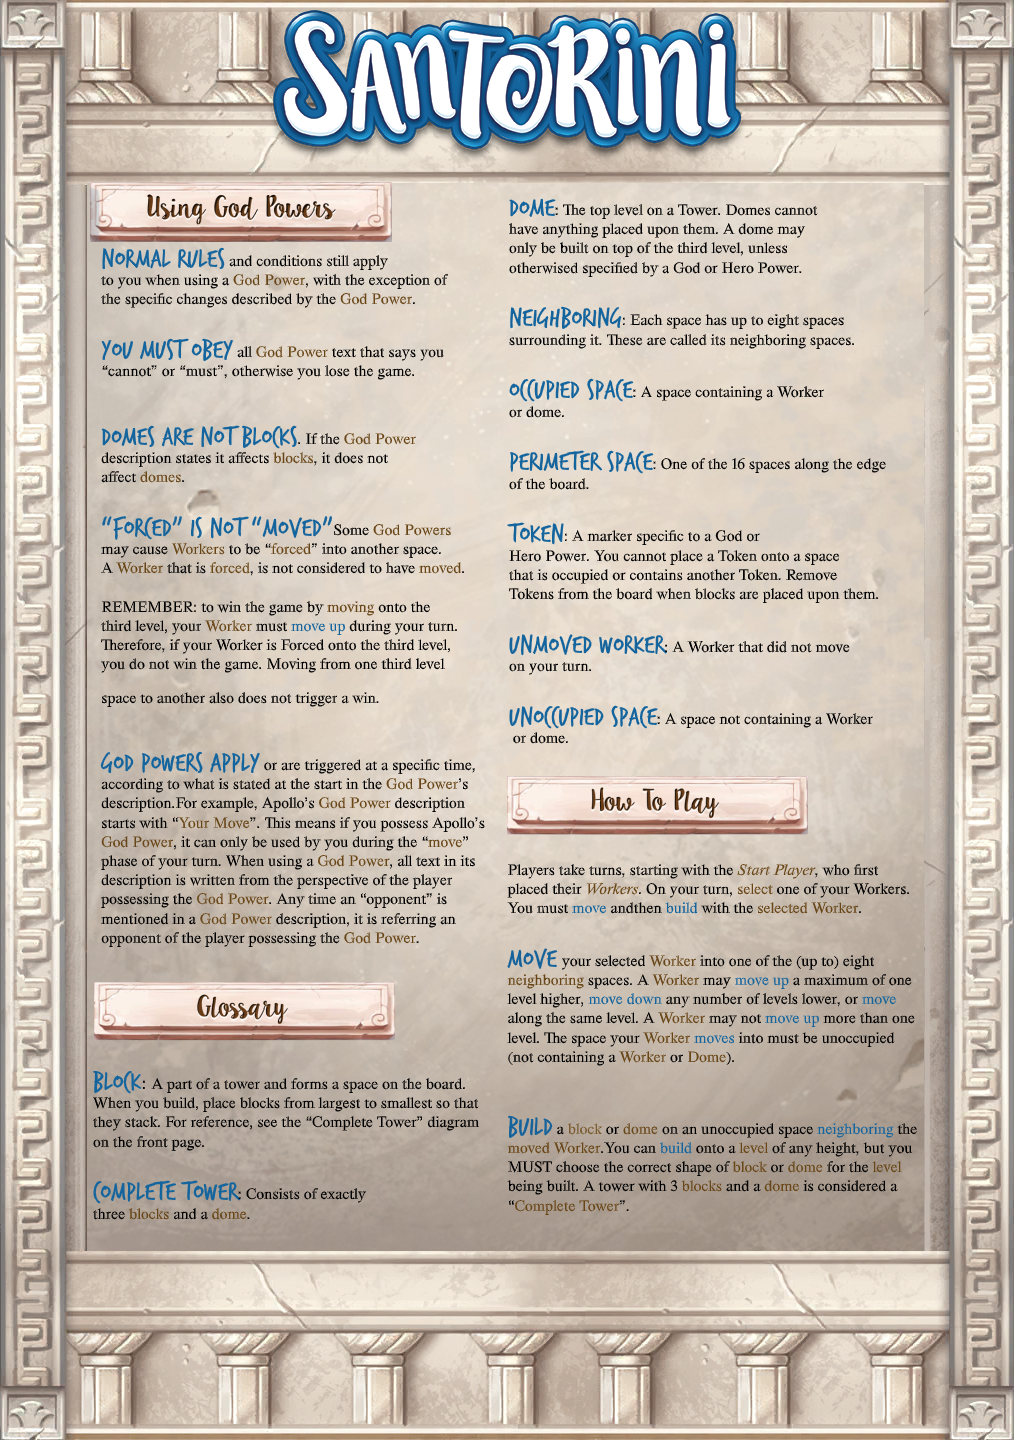 SANTORINI
Using God Powers
NORMAL RULES and conditions still apply
to you when using a God Power, with the exception of
the specific changes described by the God Power.
YOU MUST OBEY all God Power text that says you
“cannot” or “must”, otherwise you lose the game.
DOMES ARE NOT BLOCKS. If the God Power
description states it affects blocks, it does not
affect domes.
“FORCED” IS NOT “MOVED” Some God Powers
may cause Workers to be “forced” into another space.
A Worker that is forced, is not considered to have moved.
REMEMBER: to win the game by moving onto the
third level, your Worker must move up during your turn.
Therefore, if your Worker is Forced onto the third level,
you do not win the game. Moving from one third level
space to another also does not trigger a win.
GOD POWERS APPLY or are triggered at a specific time,
according to what is stated at the start in the God Power’s
description.For example, Apollo’s God Power description
starts with “Your Move”. This means if you possess Apollo’s
God Power, it can only be used by you during the “move”
phase of your turn. When using a God Power, all text in its
description is written from the perspective of the player
possessing the God Power. Any time an “opponent” is
mentioned in a God Power description, it is referring an
opponent of the player possessing the God Power.
Glossary
BLOCK: A part of a tower and forms a space on the board.
When you build, place blocks from largest to smallest so that
they stack. For reference, see the “Complete Tower” diagram
on the front page.
COMPLETE TOWER: Consists of exactly
three blocks and a dome.
DOME: The top level on a Tower. Domes cannot
have anything placed upon them. A dome may
only be built on top of the third level, unless
otherwised specified by a God or Hero Power.
NEIGHBORING: Each space has up to eight spaces
surrounding it. These are called its neighboring spaces.
OCCUPIED SPACE: A space containing a Worker
or dome.
PERIMETER SPACE: One of the 16 spaces along the edge
of the board.
TOKEN: A marker specific to a God or
Hero Power. You cannot place a Token onto a space
that is occupied or contains another Token. Remove
Tokens from the board when blocks are placed upon them.
UNMOVED WORKER: A Worker that did not move
on your turn.
UNOCCUPIED SPACE: A space not containing a Worker
or dome.
How To Play
Players take turns, starting with the Start Player, who first
placed their Workers. On your turn, select one of your Workers.
You must move andthen build with the selected Worker.
MOVE your selected Worker into one of the (up to) eight
neighboring spaces. A Worker may move up a maximum of one
level higher, move down any number of levels lower, or move
along the same level. A Worker may not move up more than one
level. The space your Worker moves into must be unoccupied
(not containing a Worker or Dome).
BUILD a block or dome on an unoccupied space neighboring the
moved Worker.You can build onto a level of any height, but you
MUST choose the correct shape of block or dome for the level
being built. A tower with 3 blocks and a dome is considered a
“Complete Tower”.